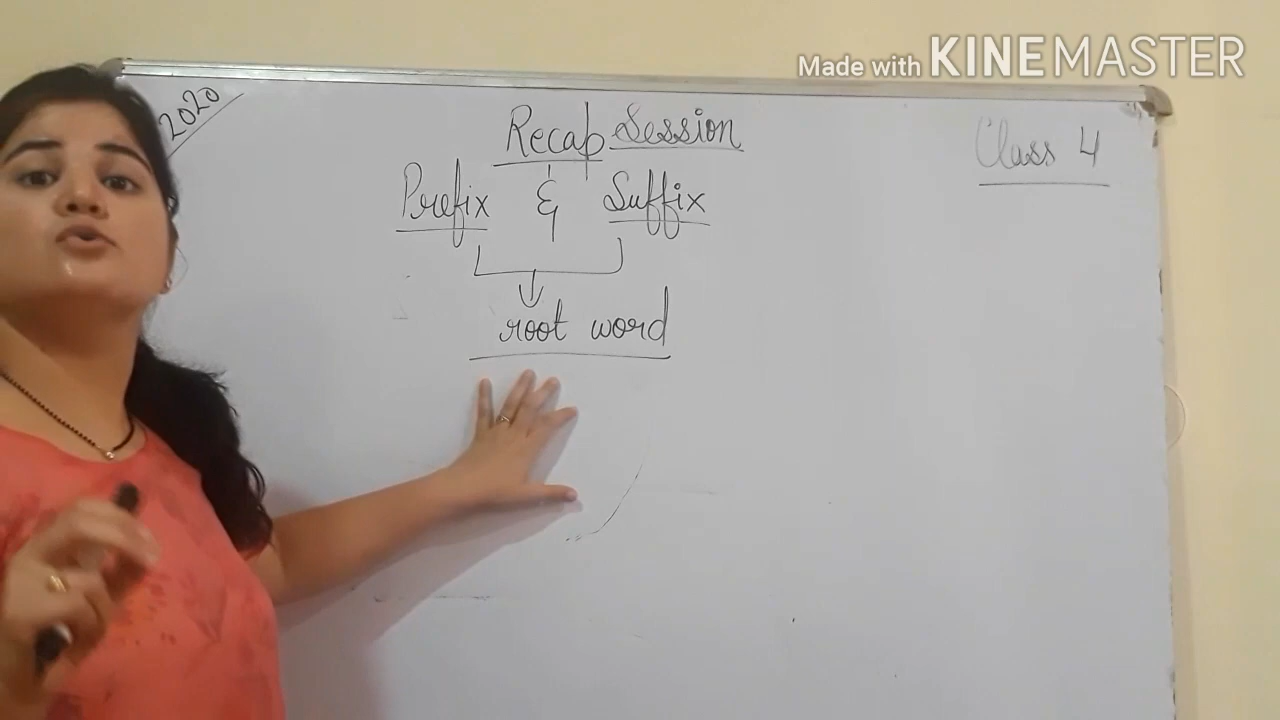 Made with KINEMASTER
2020
Recap Session
Class 4
Prefix & Suffix
root word